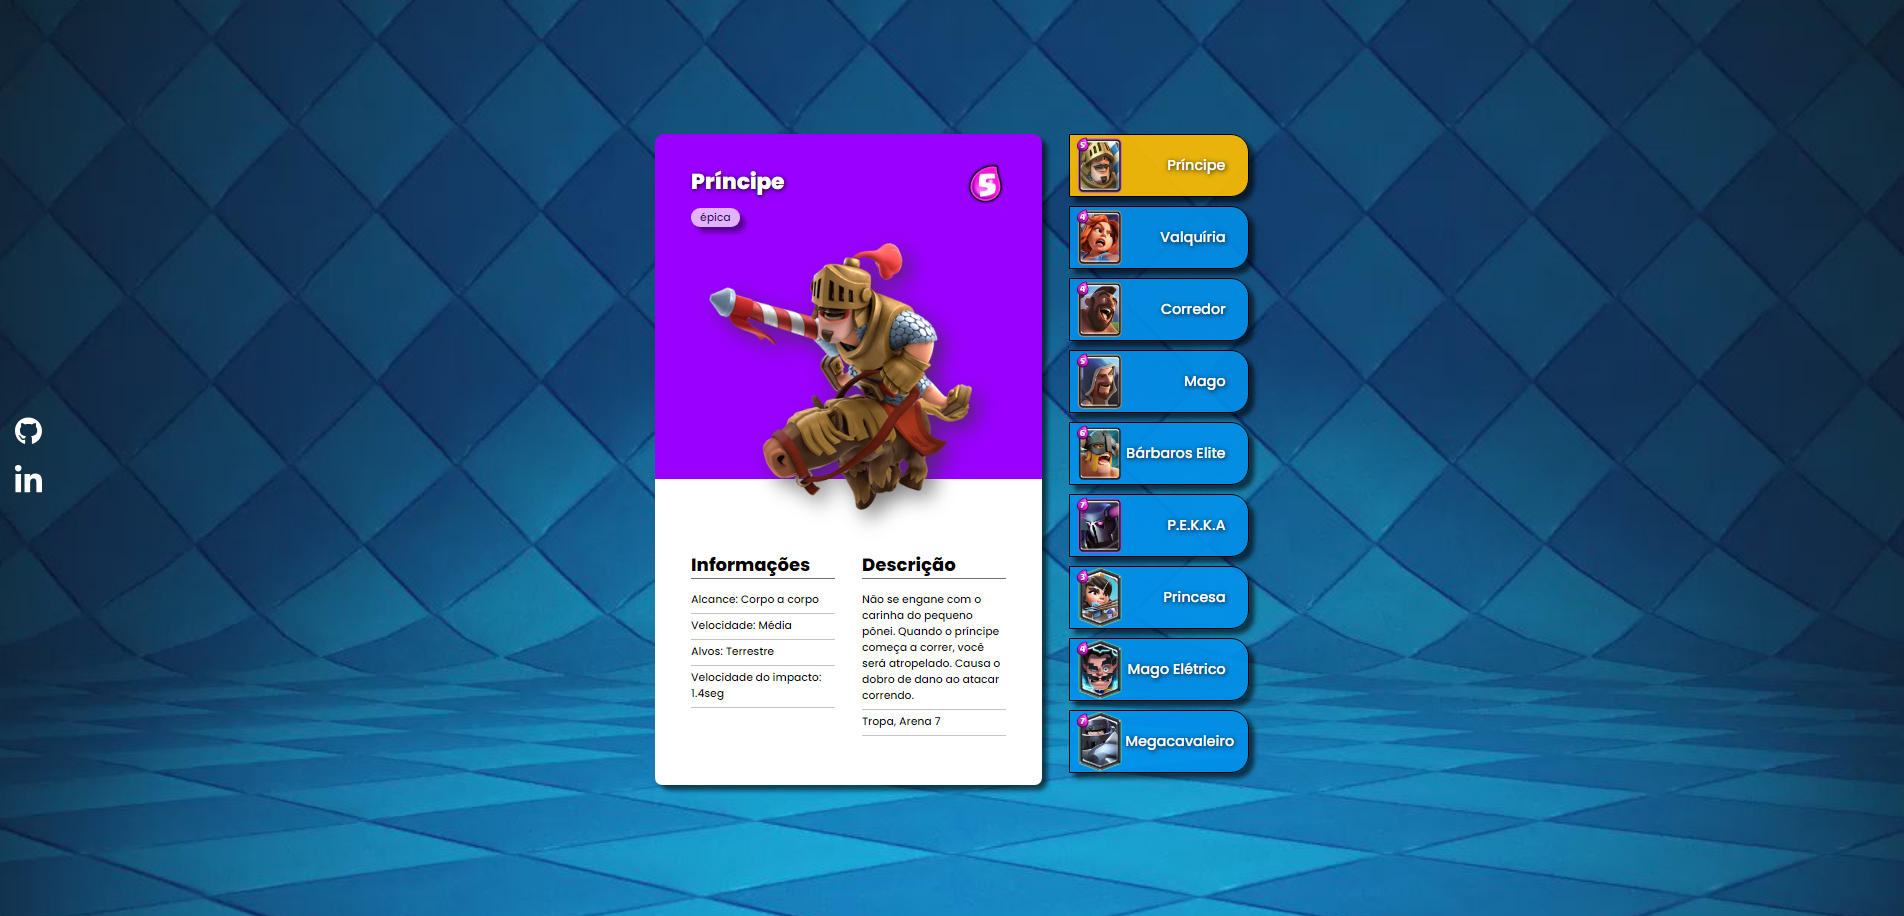 Príncipe
5
épica
Informações
Alcance: Corpo a corpo
Velocidade: Média
Alvos: Terrestre
Velocidade do impacto:
1.4seg
Descrição
Não se engane com o
carinha do pequeno
pônei. Quando o príncipe
começa a correr, você
será atropelado. Causa o
dobro de dano ao atacar
correndo.
Tropa, Arena 7
5
Príncipe
4
Valquíria
4
Corredor
5
Mago
6
Bárbaros Elite
7
P.E.K.K.A
3
Princesa
4
Mago Elétrico
7
Megacavaleiro
in